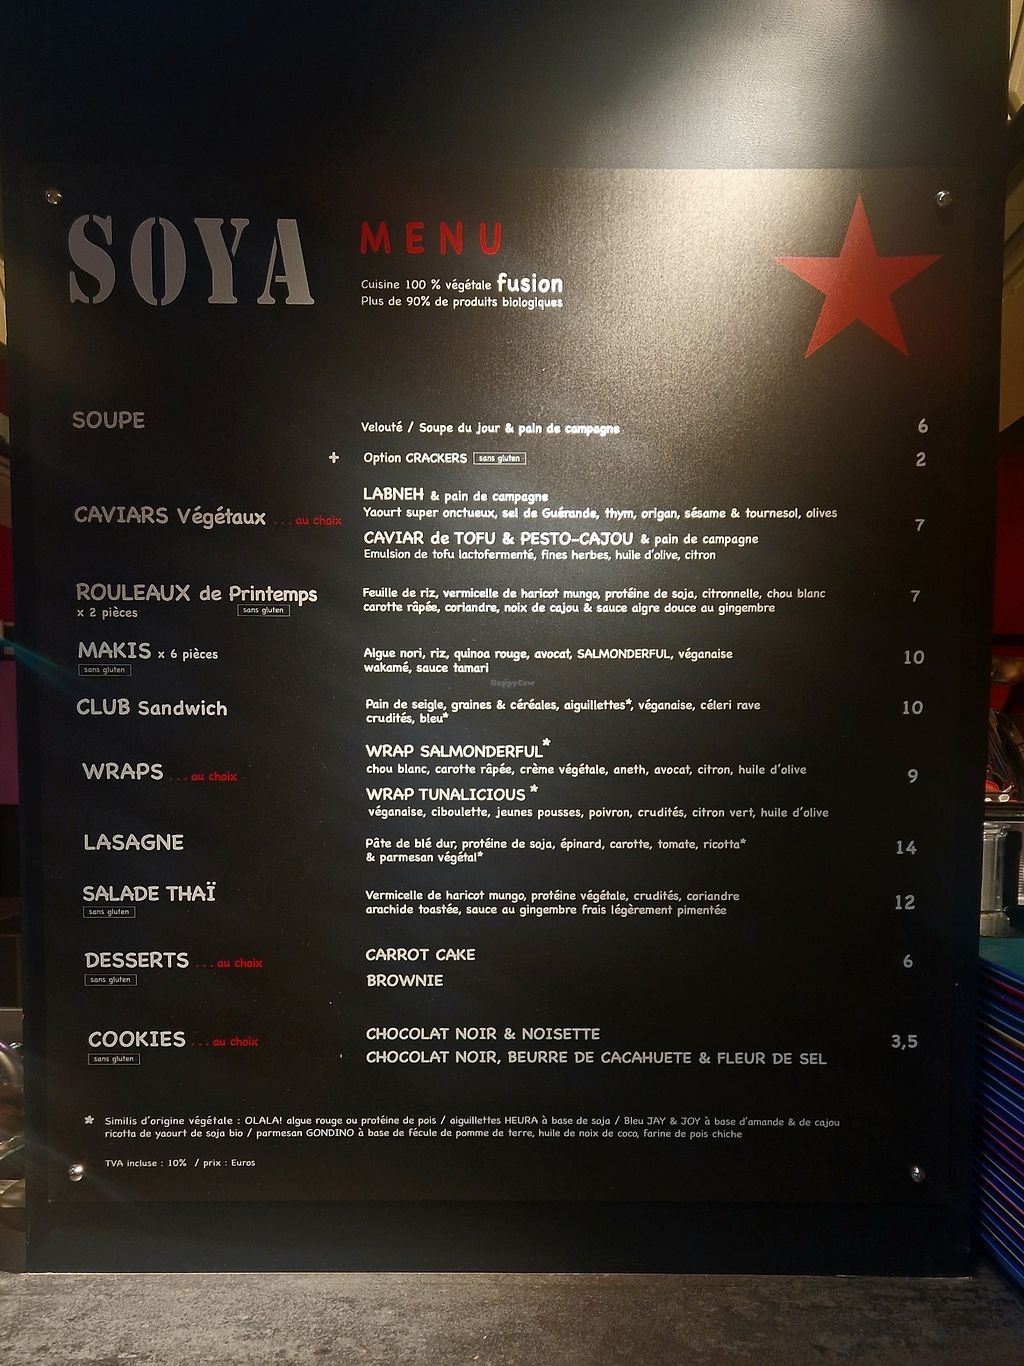 SOYA
MENU
Cuisine 100 % végétale fusion
Plus de 90% de produits biologiques
SOUPE
Velouté / Soupe du jour & pain de campagne
6
+ Option CRACKERS sans gluten
2
CAVIARS Végétaux ... au choix
LABNEH & pain de campagne
Yaourt super onctueux, sel de Guérande, thym, origan, sésame & tournesol, olives
7
CAVIAR de TOFU & PESTO-CAJOU & pain de campagne
Emulsion de tofu lactofermenté, fines herbes, huile d'olive, citron
ROULEAUX de Printemps
x 2 pièces sans gluten
Feuille de riz, vermicelle de haricot mungo, protéine de soja, citronnelle, chou blanc
carotte râpée, coriandre, noix de cajou & sauce aigre douce au gingembre
7
MAKIS x 6 pièces
sans gluten
Algue nori, riz, quinoa rouge, avocat, SALMONDERFUL, véganaise
wakamé, sauce tamari
10
HappyCow
CLUB Sandwich
Pain de seigle, graines & céréales, aiguillettes*, véganaise, céleri rave
crudités, bleu*
10
WRAPS ... au choix
WRAP SALMONDERFUL*
chou blanc, carotte râpée, crème végétale, aneth, avocat, citron, huile d'olive
9
WRAP TUNALICIOUS *
véganaise, ciboulette, jeunes pousses, poivron, crudités, citron vert, huile d'olive
LASAGNE
Pâte de blé dur, protéine de soja, épinard, carotte, tomate, ricotta*
& parmesan végétal*
14
SALADE THAÏ
sans gluten
Vermicelle de haricot mungo, protéine végétale, crudités, coriandre
arachide toastée, sauce au gingembre frais légèrement pimentée
12
DESSERTS ... au choix
sans gluten
CARROT CAKE
BROWNIE
6
COOKIES ... au choix
sans gluten
CHOCOLAT NOIR & NOISETTE
CHOCOLAT NOIR, BEURRE DE CACAHUETE & FLEUR DE SEL
3,5
* Similis d'origine végétale : OLALA! algue rouge ou protéine de pois / aiguillettes HEURA à base de soja / Bleu JAY & JOY à base d'amande & de cajou
ricotta de yaourt de soja bio / parmesan GONDINO à base de fécule de pomme de terre, huile de noix de coco, farine de pois chiche
TVA incluse : 10% / prix : Euros